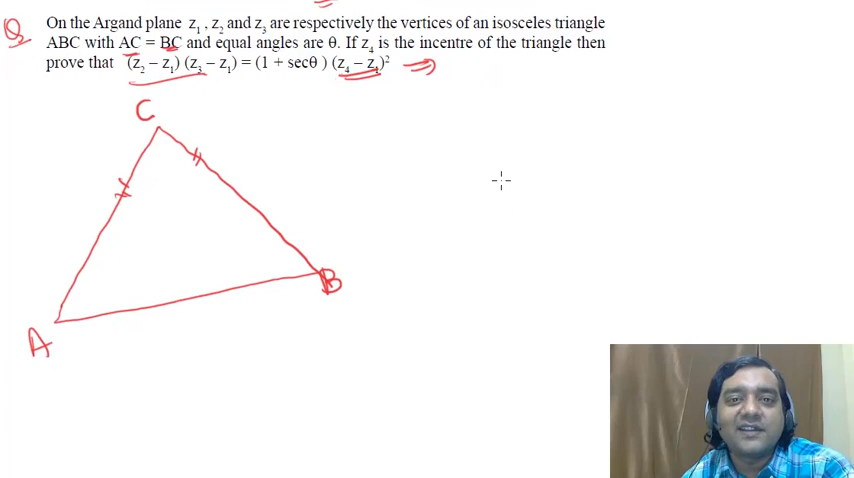 Q2 On the Argand plane z₁, z₂ and z₃ are respectively the vertices of an isosceles triangle
ABC with AC = BC and equal angles are θ. If z₄ is the incentre of the triangle then
prove that (z₂ – z₁) (z₃ – z₁) = (1 + secθ) (z₄ – z₁)² ⇒
C
B
A